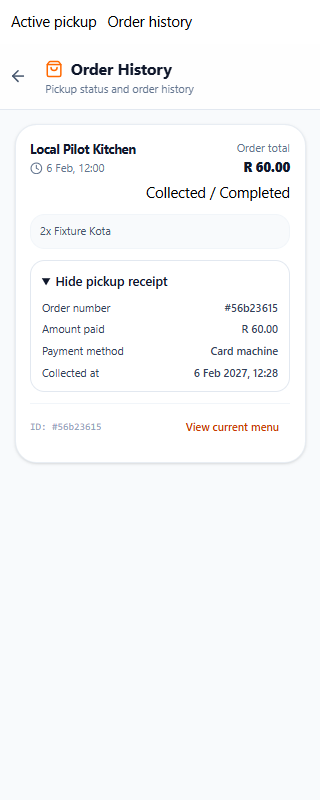 Active pickup Order history
Order History
Pickup status and order history
Local Pilot Kitchen Order total
6 Feb, 12:00 R 60.00
Collected / Completed
2x Fixture Kota
▼ Hide pickup receipt
Order number #56b23615
Amount paid R 60.00
Payment method Card machine
Collected at 6 Feb 2027, 12:28
ID: #56b23615 View current menu